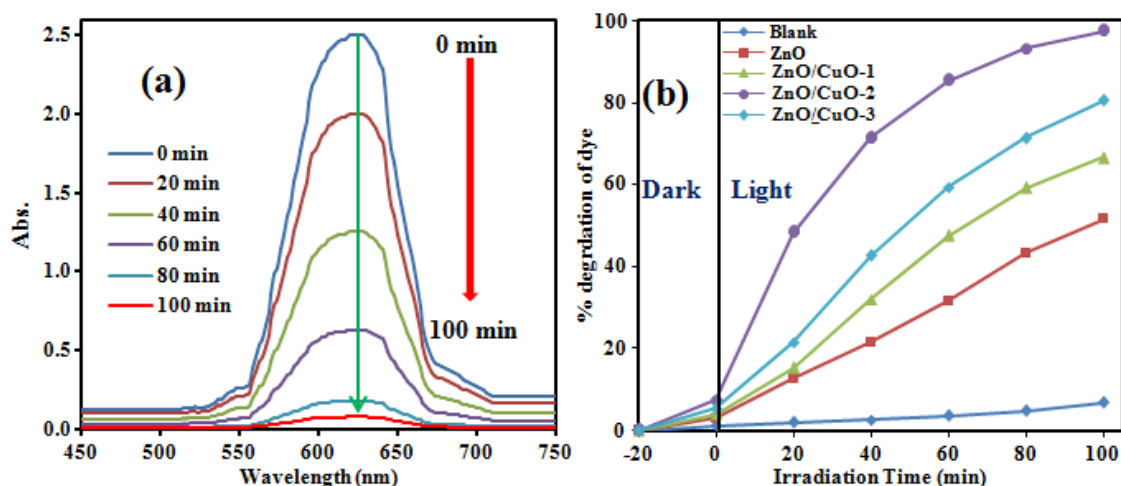 (a)
0 min
100 min
0 min
20 min
40 min
60 min
80 min
100 min
Abs.
2.5
2.0
1.5
1.0
0.5
0.0
450 500 550 600 650 700 750
Wavelength (nm)
(b)
Blank
ZnO
ZnO/CuO-1
ZnO/CuO-2
ZnO/CuO-3
Dark
Light
% degrdation of dye
100
80
60
40
20
0
-20 0 20 40 60 80 100
Irradiation Time (min)